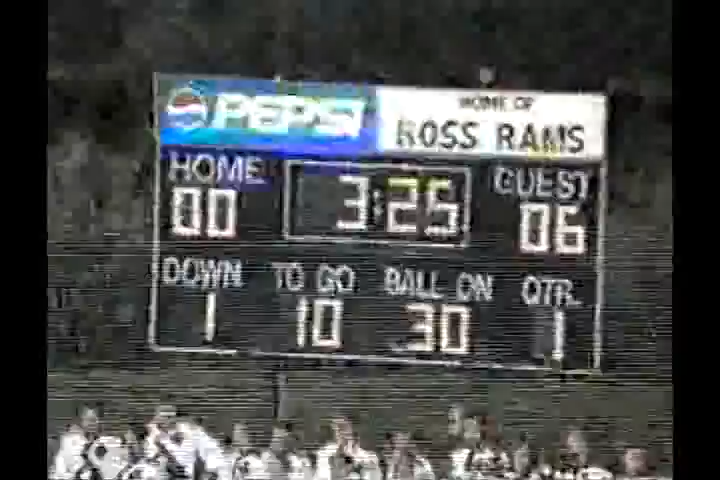 PEPSI
HOME OF
ROSS RAMS
HOME
3:25
GUEST
00
06
DOWN
TO GO
BALL ON
QTR.
1
10
30
1